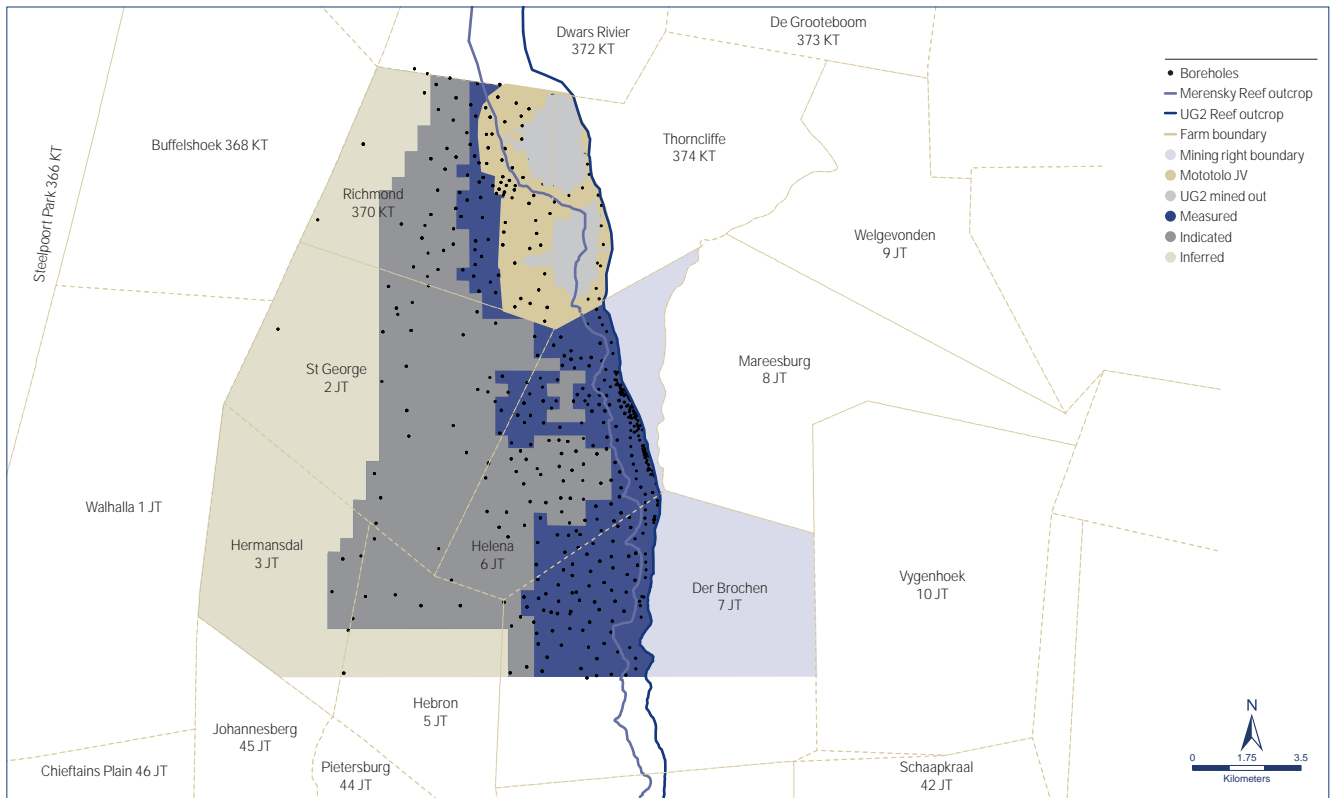 Dwars Rivier
372 KT
De Grooteboom
373 KT
Boreholes
Merensky Reef outcrop
UG2 Reef outcrop
Farm boundary
Mining right boundary
Mototolo JV
UG2 mined out
Measured
Indicated
Inferred
Buffelshoek 368 KT
Thorncliffe
374 KT
Steelpoort Park 366 KT
Richmond
370 KT
Welgevonden
9 JT
St George
2 JT
Mareesburg
8 JT
Walhalla 1 JT
Hermansdal
3 JT
Helena
6 JT
Der Brochen
7 JT
Vygenhoek
10 JT
Hebron
5 JT
Johannesberg
45 JT
Chieftains Plain 46 JT
Pietersburg
44 JT
Schaapkraal
42 JT
N
0 1.75 3.5
Kilometers